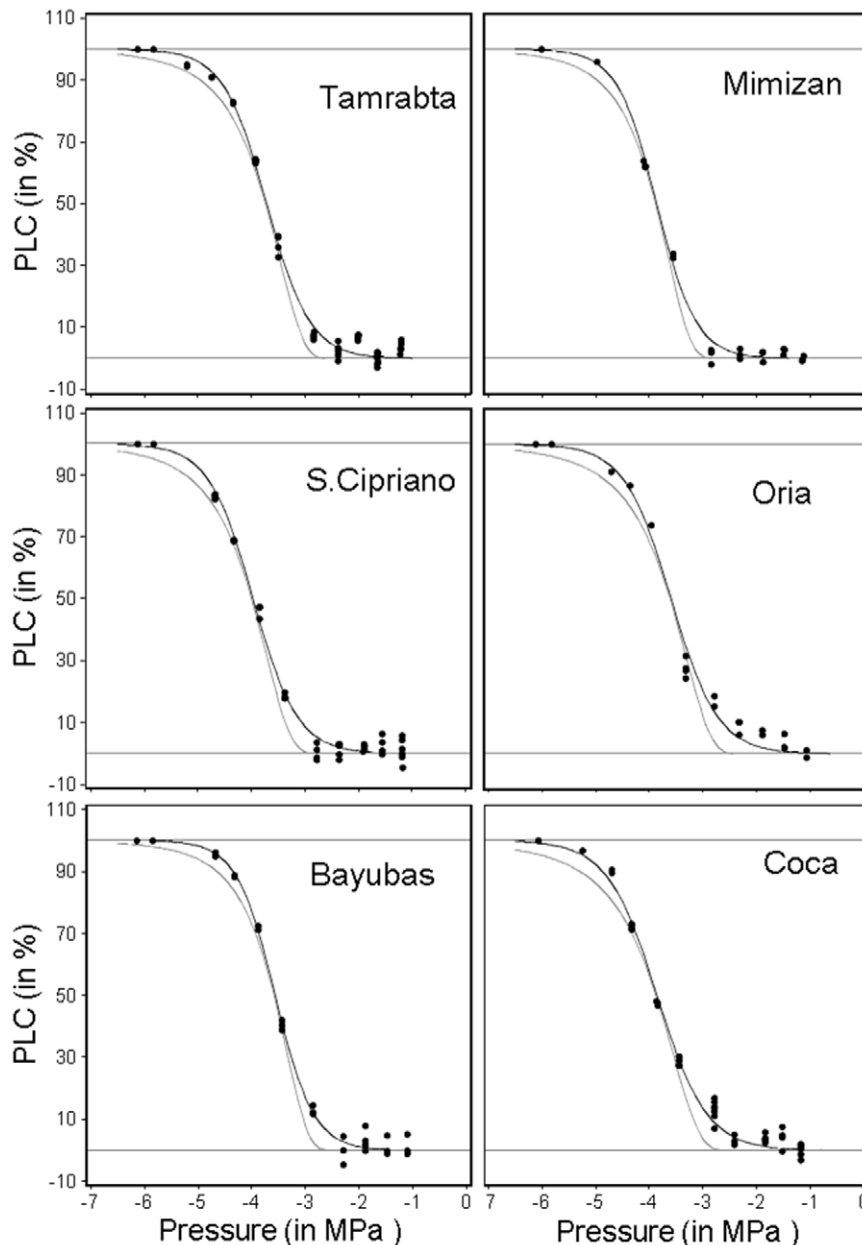 110
90
70
50
30
10
-10
PLC (in %)
Tamrabta
Mimizan
110
90
70
50
30
10
-10
PLC (in %)
S.Cipriano
Oria
110
90
70
50
30
10
-10
PLC (in %)
Bayubas
Coca
-7 -6 -5 -4 -3 -2 -1 0
7 -6 -5 -4 -3 -2 -1 0
Pressure (in MPa )
Pressure (in MPa )